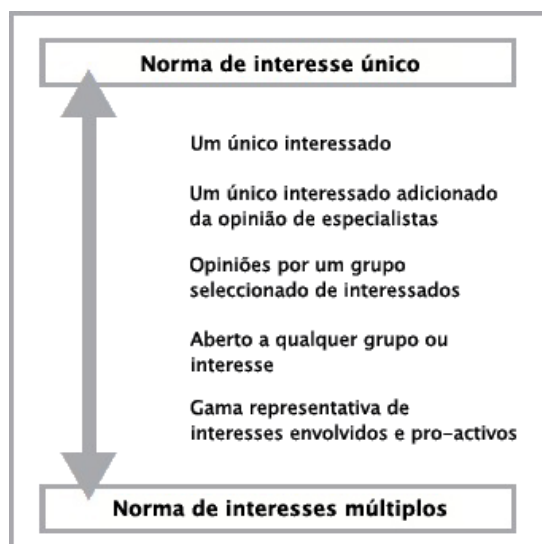 Norma de interesse único
Um único interessado
Um único interessado adicionado
da opinião de especialistas
Opiniões por um grupo
seleccionado de interessados
Aberto a qualquer grupo ou
interesse
Gama representativa de
interesses envolvidos e pro-activos
Norma de interesses múltiplos